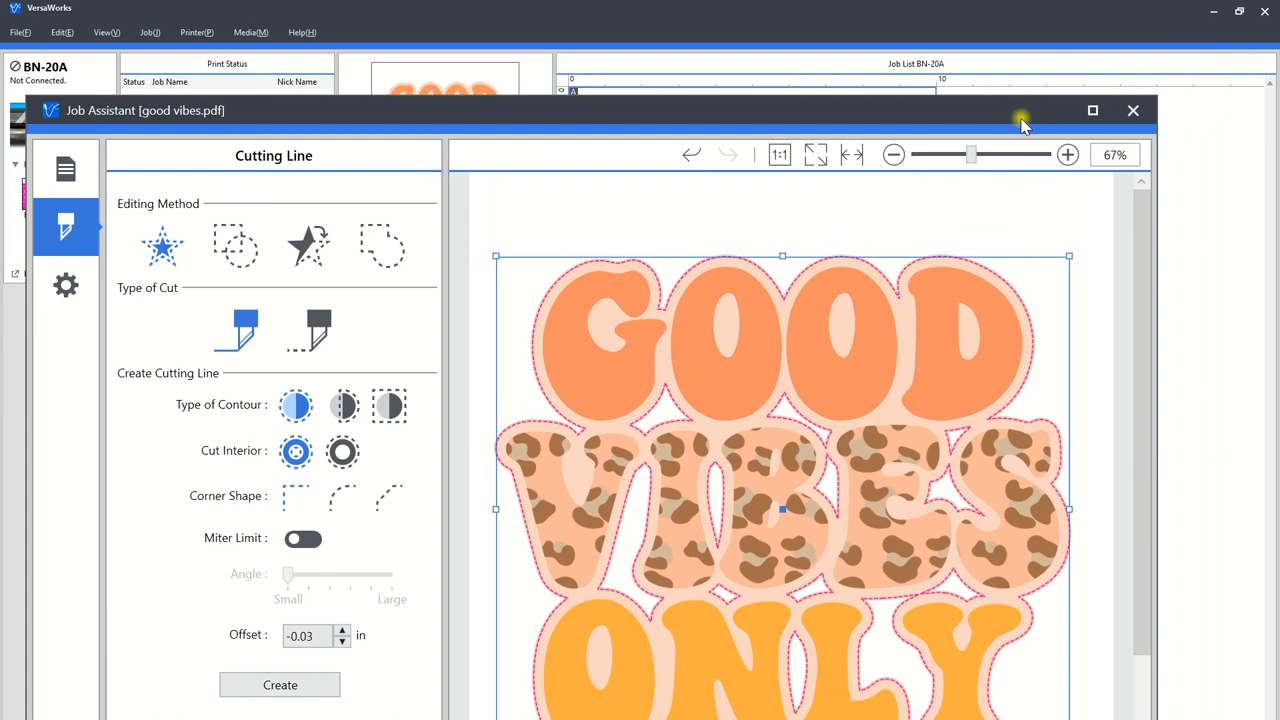 VersaWorks
File(F) Edit(E) View(V) Job(J) Printer(P) Media(M) Help(H)
BN-20A
Not Connected.
Print Status
Status Job Name Nick Name
Job List BN-20A
0 10
GOOD
Job Assistant [good vibes.pdf]
Cutting Line
1:1
67%
Editing Method
Type of Cut
Create Cutting Line
Type of Contour :
Cut Interior :
Corner Shape :
Miter Limit :
Angle :
Small Large
Offset : -0.03 in
Create
GOOD
VIBES
ONLY